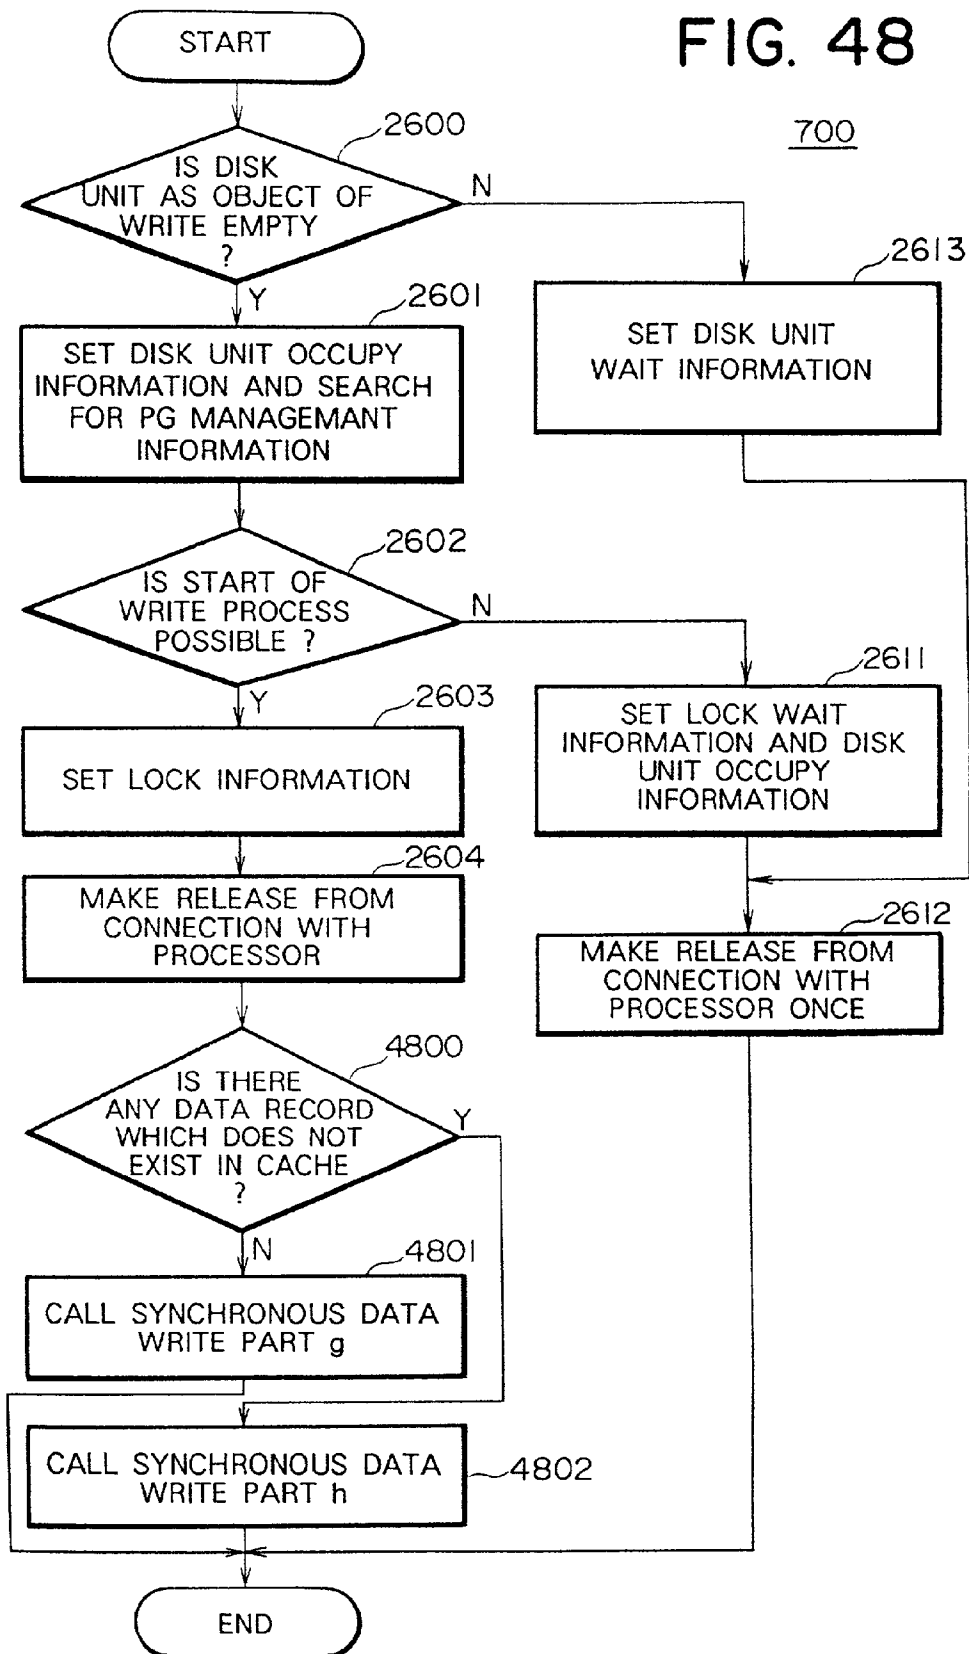 FIG. 48
700
START
2600
IS DISK
UNIT AS OBJECT OF
WRITE EMPTY
?
N
Y
2613
SET DISK UNIT
WAIT INFORMATION
2601
SET DISK UNIT OCCUPY
INFORMATION AND SEARCH
FOR PG MANAGEMANT
INFORMATION
2602
IS START OF
WRITE PROCESS
POSSIBLE ?
N
Y
2611
SET LOCK WAIT
INFORMATION AND DISK
UNIT OCCUPY
INFORMATION
2603
SET LOCK INFORMATION
2604
MAKE RELEASE FROM
CONNECTION WITH
PROCESSOR
2612
MAKE RELEASE FROM
CONNECTION WITH
PROCESSOR ONCE
4800
IS THERE
ANY DATA RECORD
WHICH DOES NOT
EXIST IN CACHE
?
Y
N
4801
CALL SYNCHRONOUS DATA
WRITE PART g
CALL SYNCHRONOUS DATA
WRITE PART h
4802
END